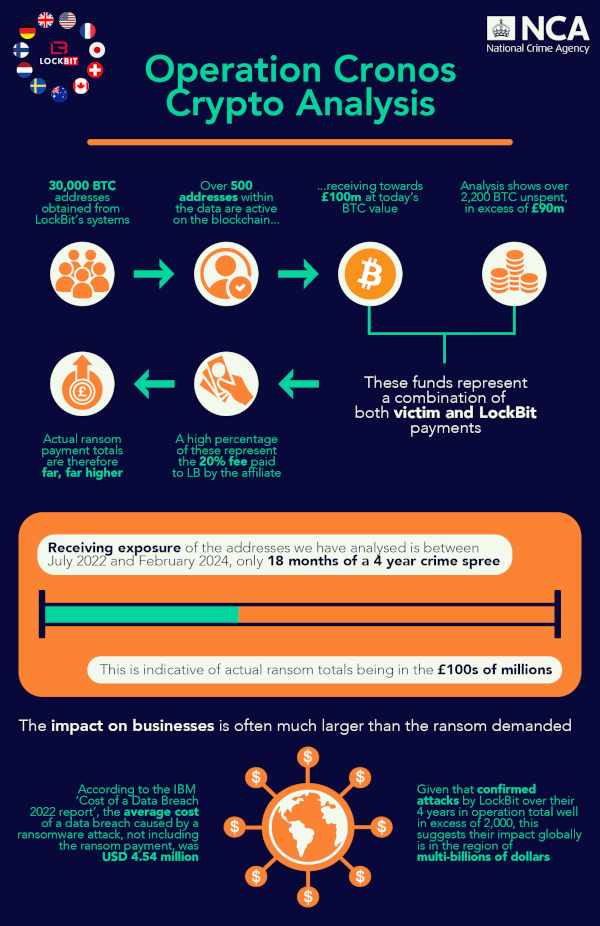 LOCKBIT
NCA
National Crime Agency
Operation Cronos
Crypto Analysis
30,000 BTC
addresses
obtained from
LockBit's systems
Over 500
addresses within
the data are active
on the blockchain...
...receiving towards
£100m at today's
BTC value
Analysis shows over
2,200 BTC unspent,
in excess of £90m
These funds represent
a combination of
both victim and LockBit
payments
A high percentage
of these represent
the 20% fee paid
to LB by the affiliate
£
Actual ransom
payment totals
are therefore
far, far higher
Receiving exposure of the addresses we have analysed is between
July 2022 and February 2024, only 18 months of a 4 year crime spree
This is indicative of actual ransom totals being in the £100s of millions
The impact on businesses is often much larger than the ransom demanded
According to the IBM
'Cost of a Data Breach
2022 report', the average cost
of a data breach caused by a
ransomware attack, not including
the ransom payment, was
USD 4.54 million
$
$
$
$
$
$
$
$
Given that confirmed
attacks by LockBit over their
4 years in operation total well
in excess of 2,000, this
suggests their impact globally
is in the region of
multi-billions of dollars